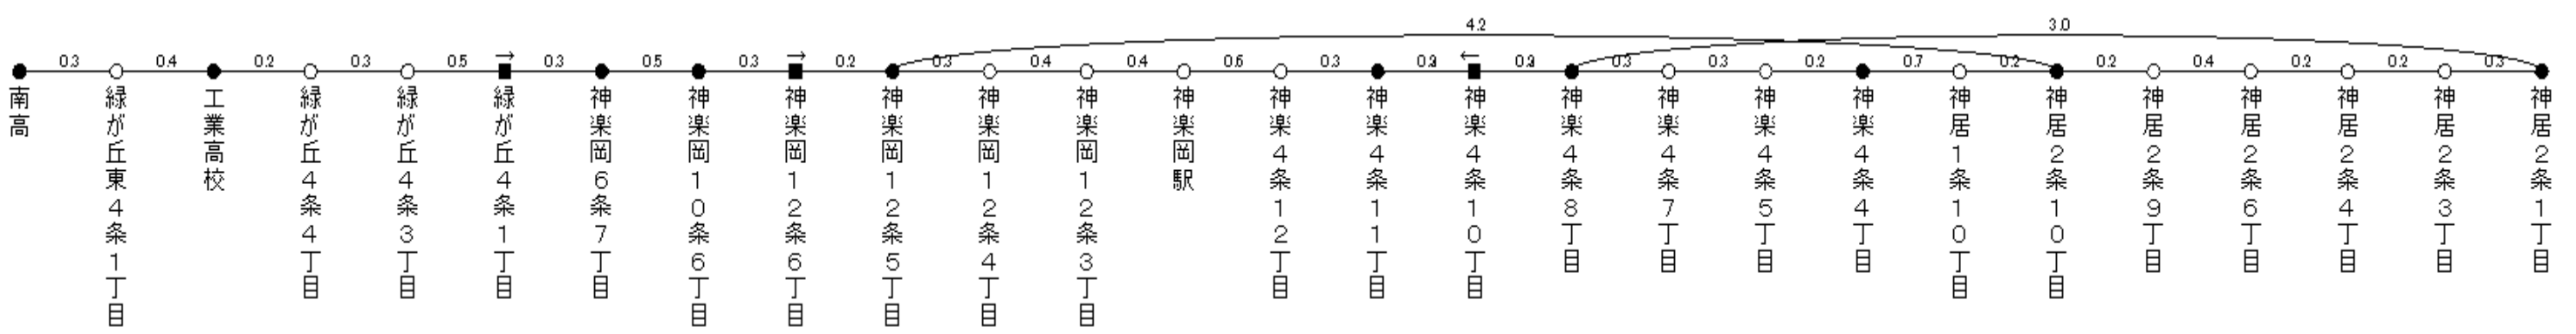 4.2
3.0
→ → ←
0.3 0.4 0.2 0.3 0.5 0.3 0.5 0.3 0.2 0.3 0.4 0.4 0.6 0.3 0.3 0.3 0.2 0.7 0.2 0.2 0.4 0.2 0.2 0.3
南高
緑が丘東4条1丁目
工業高校
緑が丘4条4丁目
緑が丘4条3丁目
緑が丘4条1丁目
神楽岡6条7丁目
神楽岡10条6丁目
神楽岡12条6丁目
神楽岡12条5丁目
神楽岡12条4丁目
神楽岡12条3丁目
神楽岡駅
神楽4条12丁目
神楽4条11丁目
神楽4条10丁目
神楽4条8丁目
神楽4条7丁目
神楽4条5丁目
神楽4条4丁目
神居1条10丁目
神居2条10丁目
神居2条9丁目
神居2条6丁目
神居2条4丁目
神居2条3丁目
神居2条1丁目